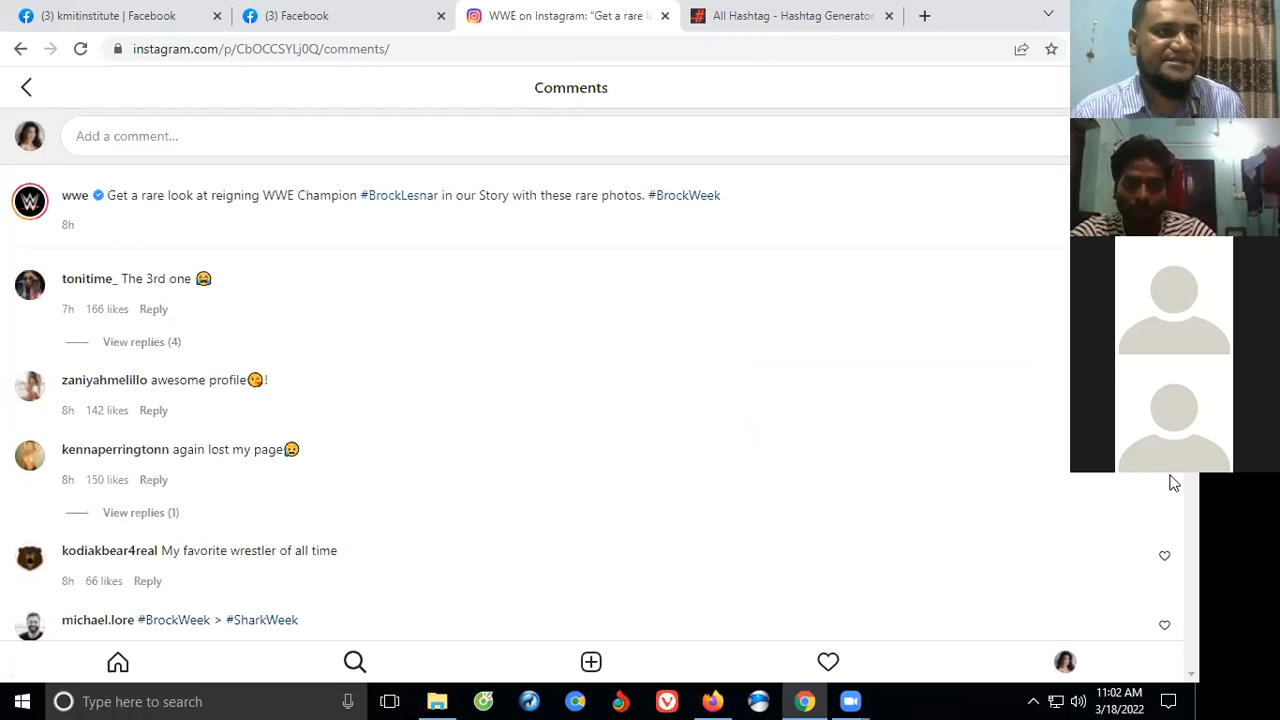 (3) kmitinstitute | Facebook
(3) Facebook
WWE on Instagram: "Get a rare l
All Hashtag - Hashtag Generator
instagram.com/p/CbOCCSYLj0Q/comments/
Comments
Add a comment...
wwe Get a rare look at reigning WWE Champion #BrockLesnar in our Story with these rare photos. #BrockWeek
8h
tonitime_ The 3rd one 😭
7h 166 likes Reply
View replies (4)
zaniyahmelillo awesome profile😘!
8h 142 likes Reply
kennaperringtonn again lost my page😥
8h 150 likes Reply
View replies (1)
kodiakbear4real My favorite wrestler of all time
8h 66 likes Reply
michael.lore #BrockWeek > #SharkWeek
Type here to search
11:02 AM
3/18/2022